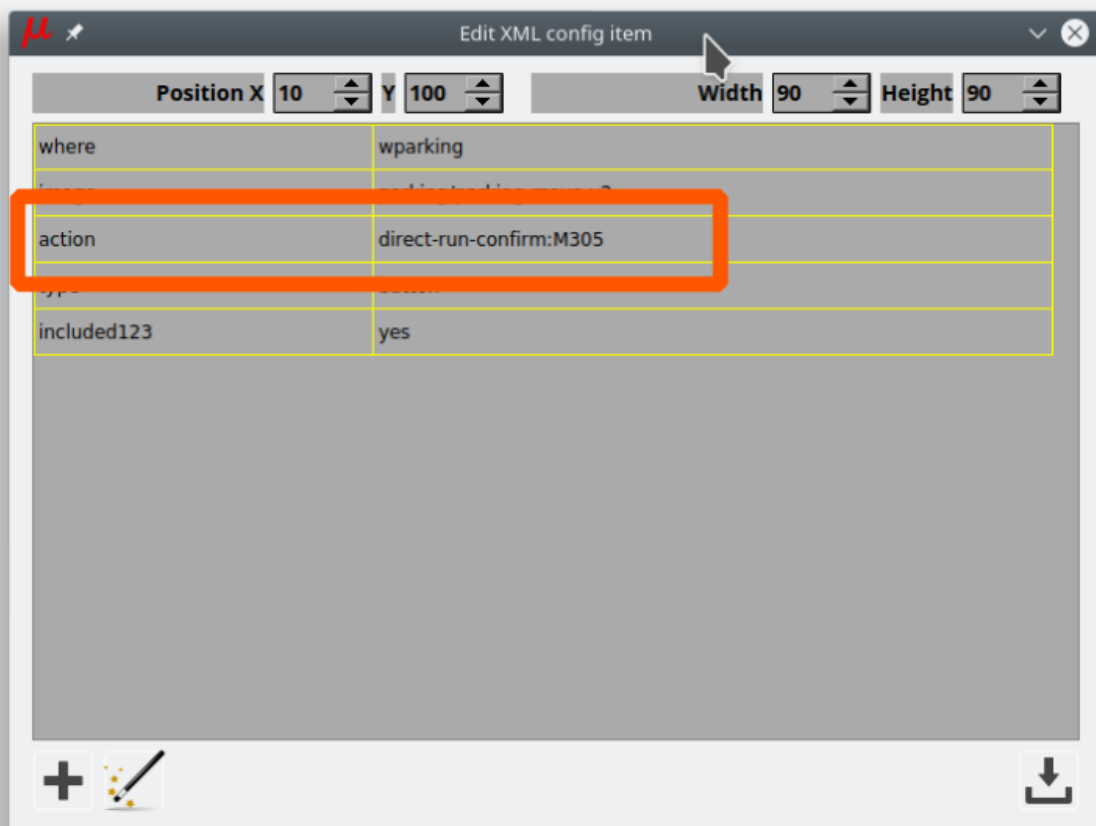 μ Edit XML config item
Position X 10 Y 100 Width 90 Height 90
where wparking
action direct-run-confirm:M305
included123 yes